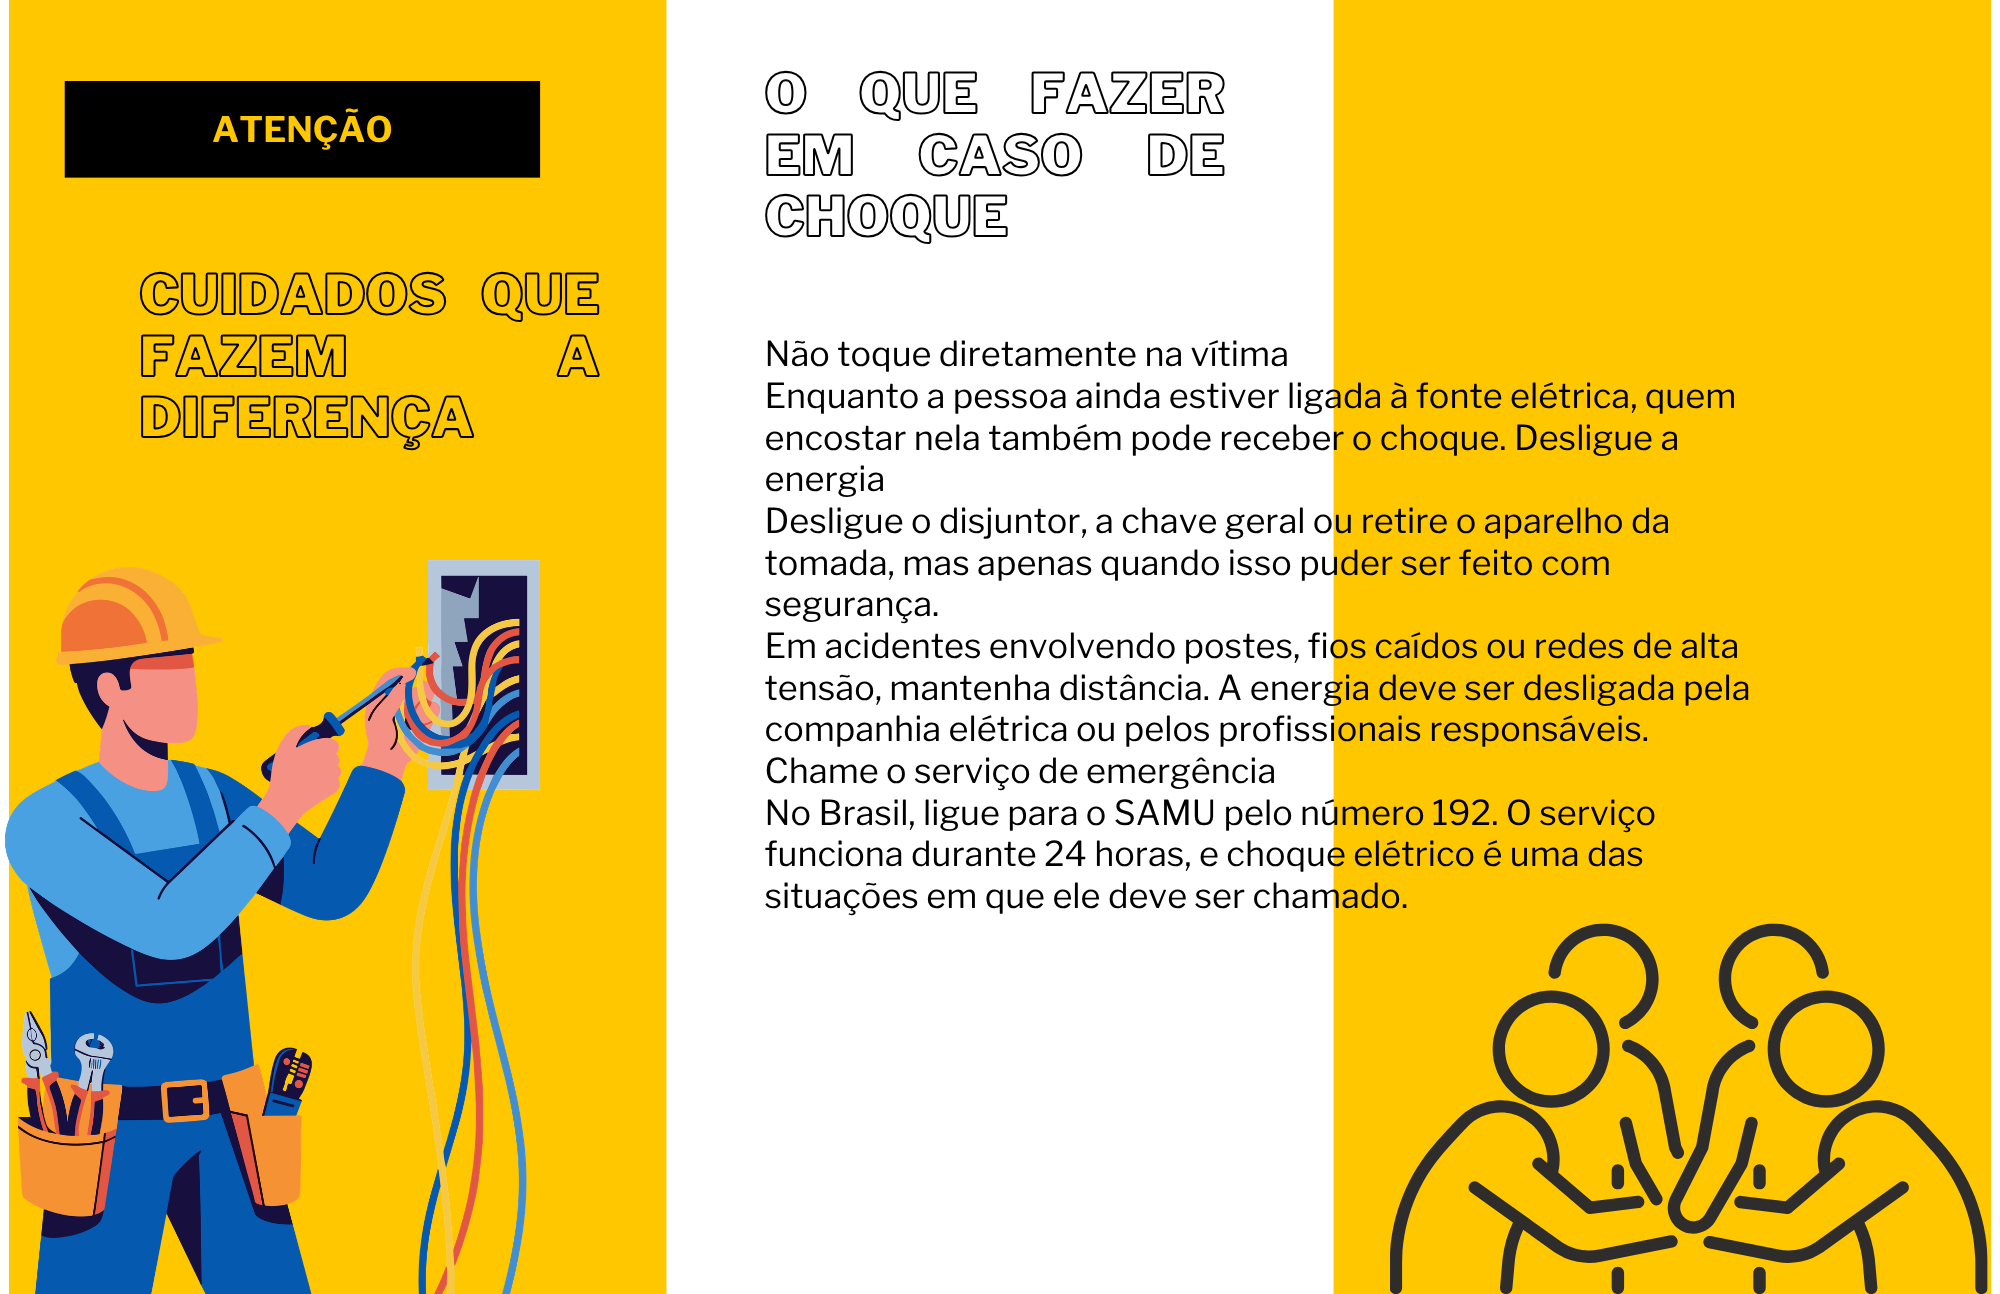 ATENÇÃO
CUIDADOS QUE
FAZEM A
DIFERENÇA
O QUE FAZER
EM CASO DE
CHOQUE
Não toque diretamente na vítima
Enquanto a pessoa ainda estiver ligada à fonte elétrica, quem
encostar nela também pode receber o choque. Desligue a
energia
Desligue o disjuntor, a chave geral ou retire o aparelho da
tomada, mas apenas quando isso puder ser feito com
segurança.
Em acidentes envolvendo postes, fios caídos ou redes de alta
tensão, mantenha distância. A energia deve ser desligada pela
companhia elétrica ou pelos profissionais responsáveis.
Chame o serviço de emergência
No Brasil, ligue para o SAMU pelo número 192. O serviço
funciona durante 24 horas, e choque elétrico é uma das
situações em que ele deve ser chamado.